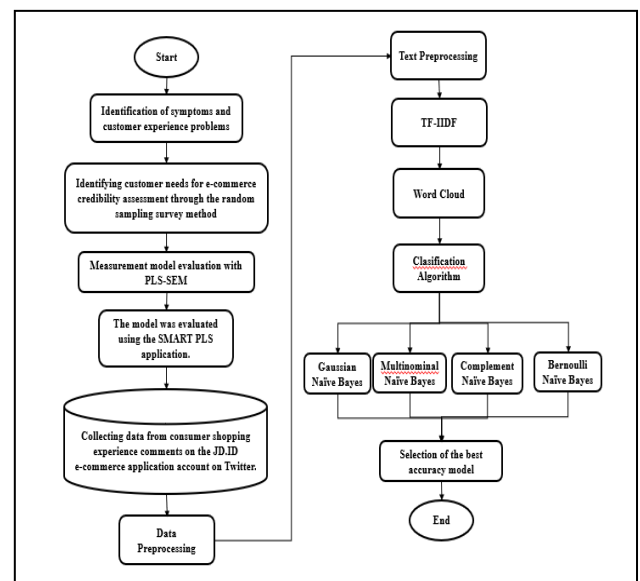 Start
Identification of symptoms and
customer experience problems
Identifying customer needs for e-commerce
credibility assessment through the random
sampling survey method
Measurement model evaluation with
PLS-SEM
The model was evaluated
using the SMART PLS
application.
Collecting data from consumer shopping
experience comments on the JD.ID
e-commerce application account on Twitter.
Data
Preprocessing
Text Preprocessing
TF-IIDF
Word Cloud
Clasification
Algorithm
Gaussian
Naïve Bayes
Multinominal
Naïve Bayes
Complement
Naïve Bayes
Bernoulli
Naïve Bayes
Selection of the best
accuracy model
End